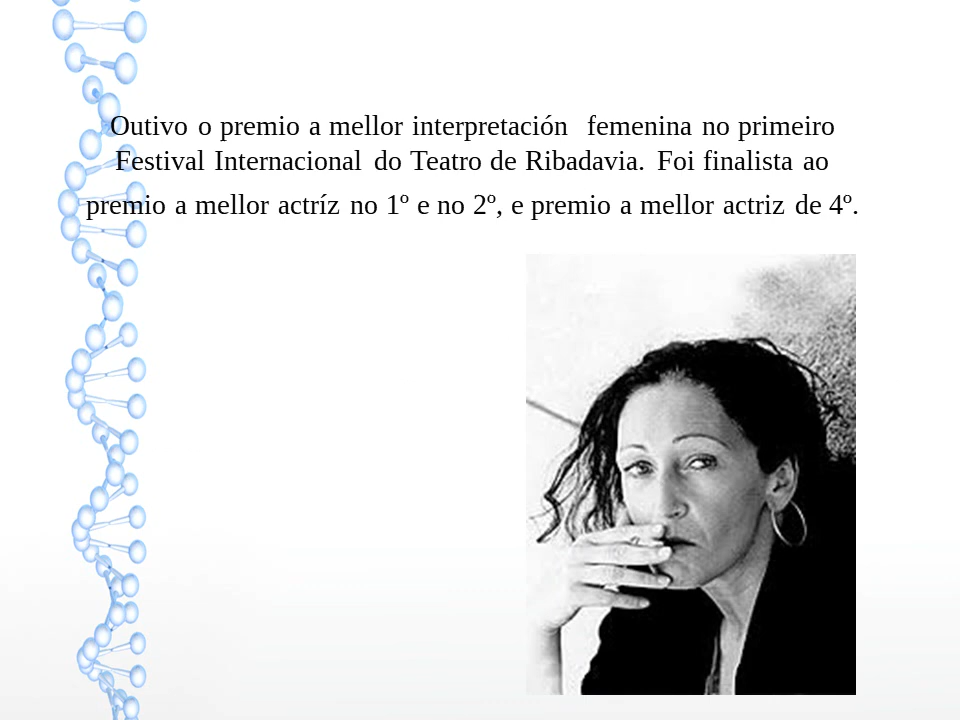 Outivo o premio a mellor interpretación femenina no primeiro
Festival Internacional do Teatro de Ribadavia. Foi finalista ao
premio a mellor actríz no 1º e no 2º, e premio a mellor actriz de 4º.